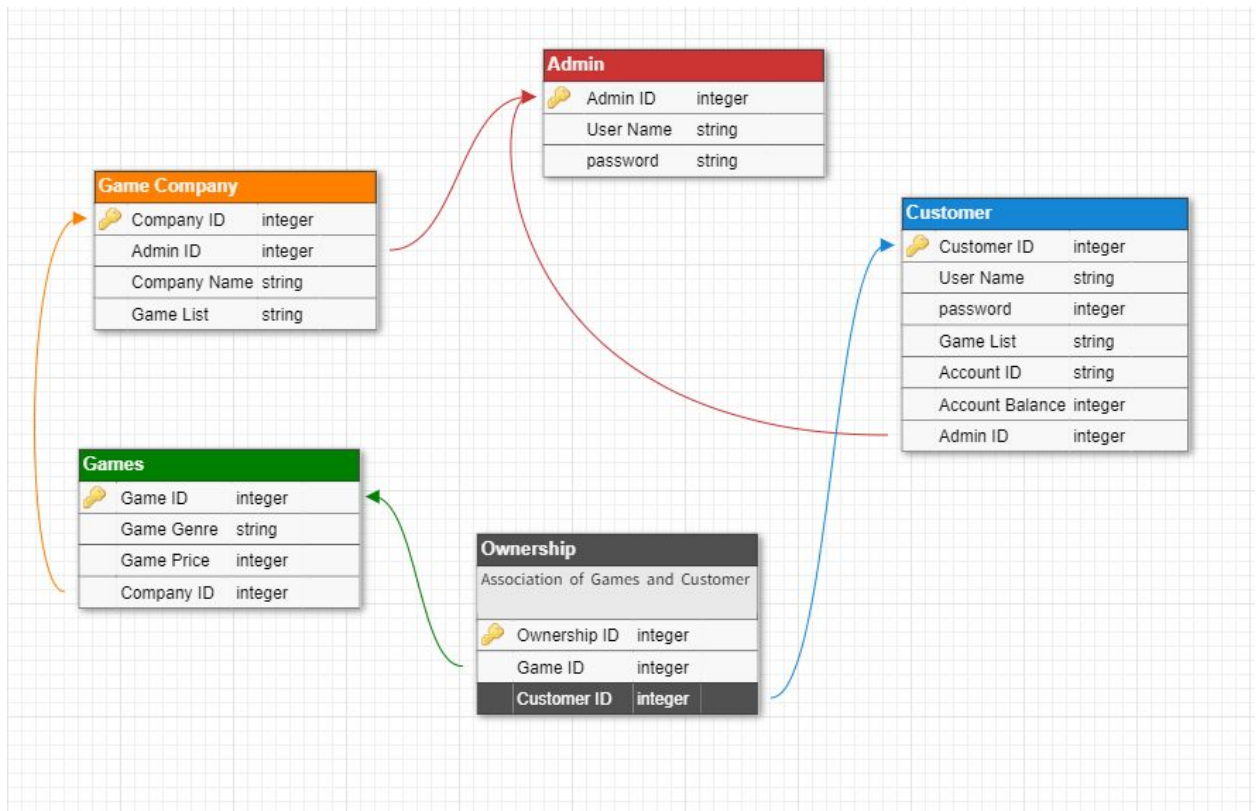 Admin
Admin ID integer
User Name string
password string
Game Company
Company ID integer
Admin ID integer
Company Name string
Game List string
Customer
Customer ID integer
User Name string
password integer
Game List string
Account ID string
Account Balance integer
Admin ID integer
Games
Game ID integer
Game Genre string
Game Price integer
Company ID integer
Ownership
Association of Games and Customer
Ownership ID integer
Game ID integer
Customer ID integer